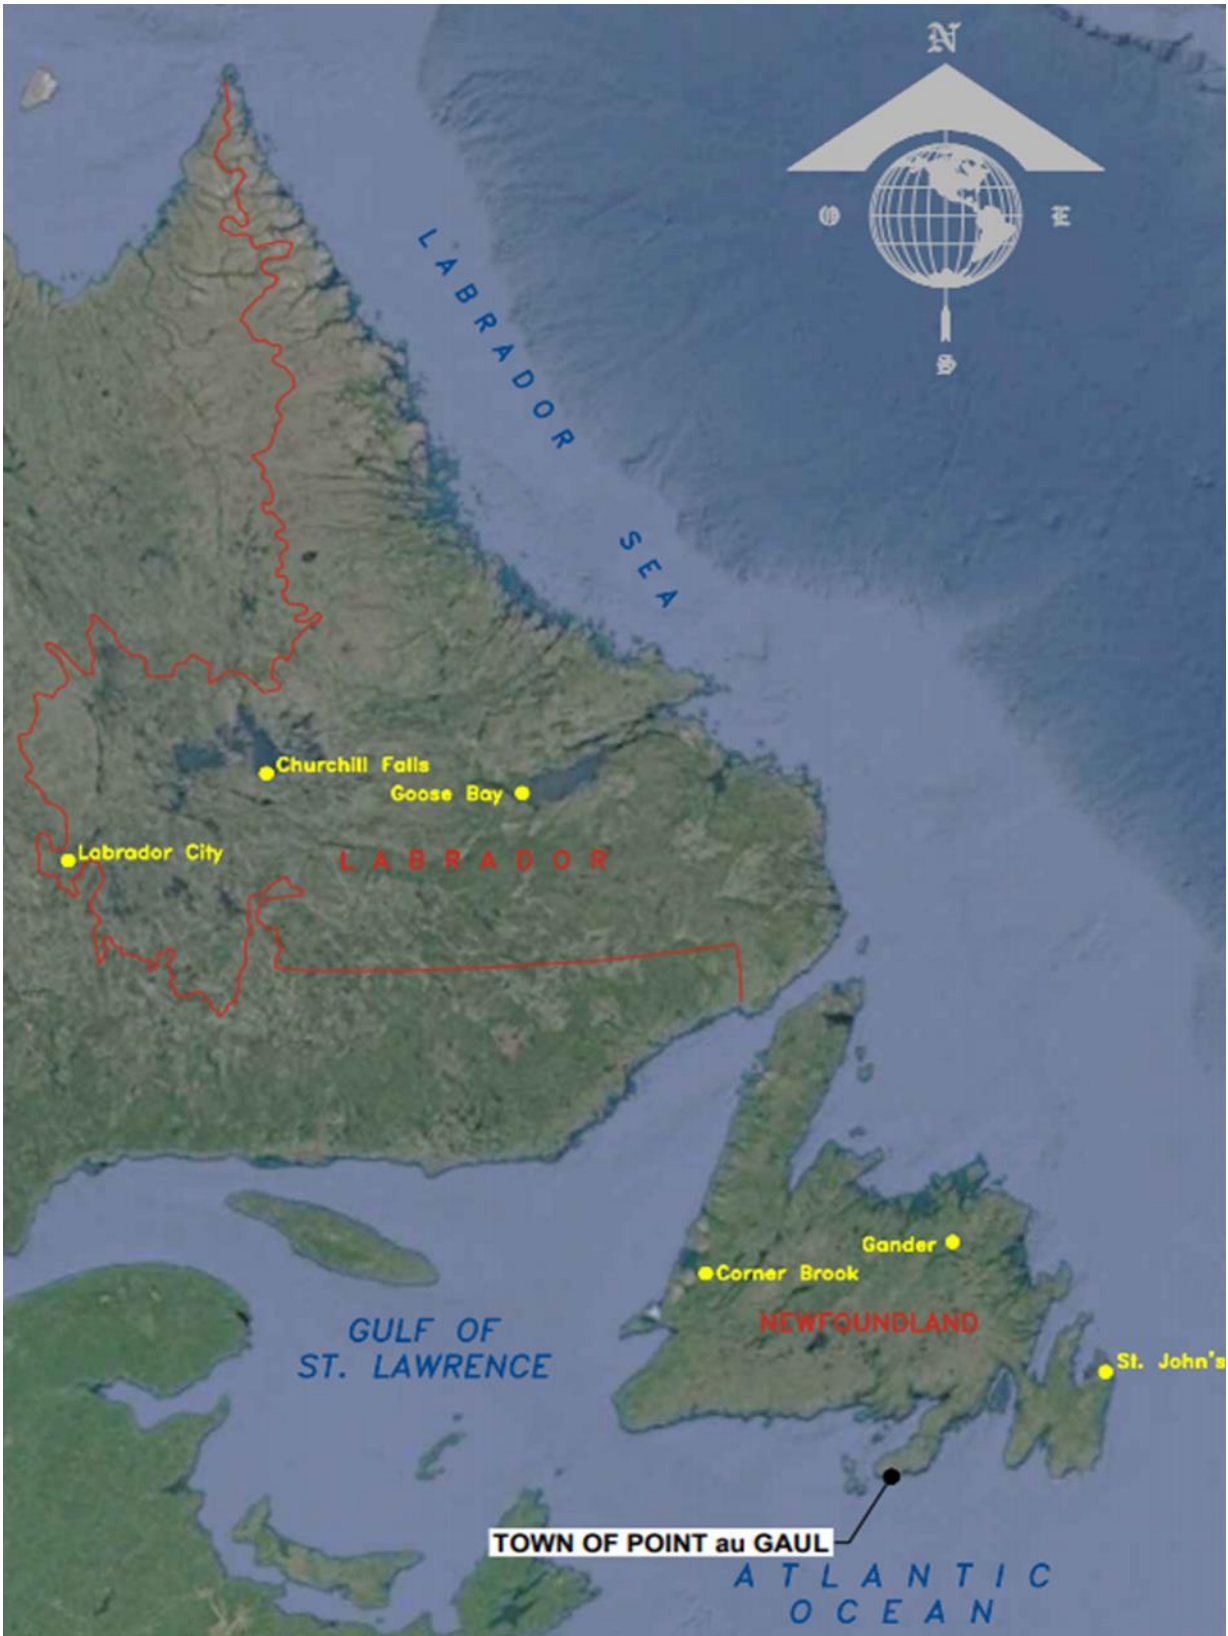 N
O
E
S
LABRADOR
SEA
Churchill Falls
Goose Bay
Labrador City
LABRADOR
Gander
Corner Brook
NEWFOUNDLAND
GULF OF
ST. LAWRENCE
St. John's
TOWN OF POINT au GAUL
ATLANTIC
OCEAN